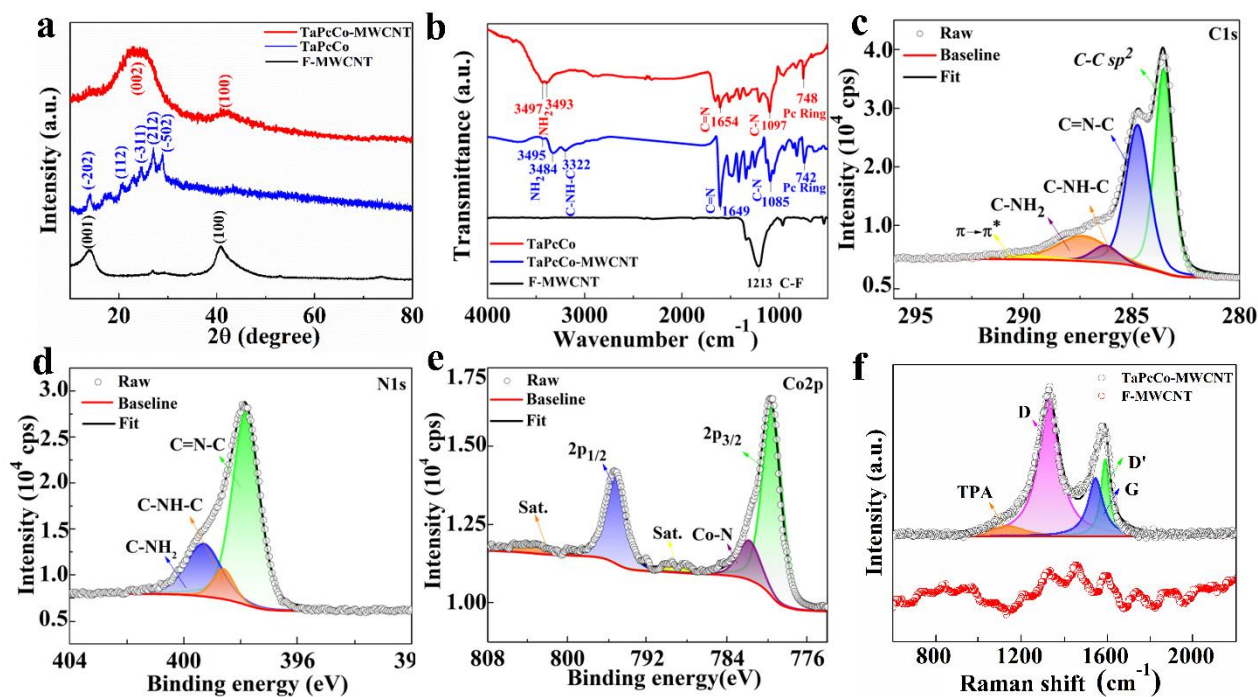 a
TaPcCo-MWCNT
TaPcCo
F-MWCNT
(002)
(100)
(-202)
(112)
(-311)
(212)
(-502)
(001)
(100)
Intensity (a.u.)
20 40 60 80
2θ (degree)
b
3497 3493
NH2
C=N
1654
C-N
1097
748
Pc Ring
3495
3484
3322
NH2
C-NH-C
C=N
1649
C-N
1085
742
Pc Ring
TaPcCo
TaPcCo-MWCNT
F-MWCNT
1213 C-F
Transmittance (a.u.)
4000 3000 2000 1000
Wavenumber (cm-1)
c
Raw
Baseline
Fit
C1s
C-C sp2
C=N-C
C-NH-C
C-NH2
π→π*
4.0
3.0
2.0
1.0
0.5
Intensity (10^4 cps)
295 290 285 280
Binding energy(eV)
d
Raw
Baseline
Fit
N1s
C=N-C
C-NH-C
C-NH2
3.0
2.5
2.0
1.5
1.0
0.5
Intensity (10^4 cps)
404 400 396 39
Binding energy (eV)
e
Raw
Baseline
Fit
Co2p
2p3/2
2p1/2
Sat.
Sat.
Co-N
1.75
1.50
1.25
1.00
Intensity (10^4 cps)
808 800 792 784 776
Binding energy(eV)
f
TaPcCo-MWCNT
F-MWCNT
D
D'
G
TPA
Intensity (a.u.)
800 1200 1600 2000
Raman shift (cm-1)